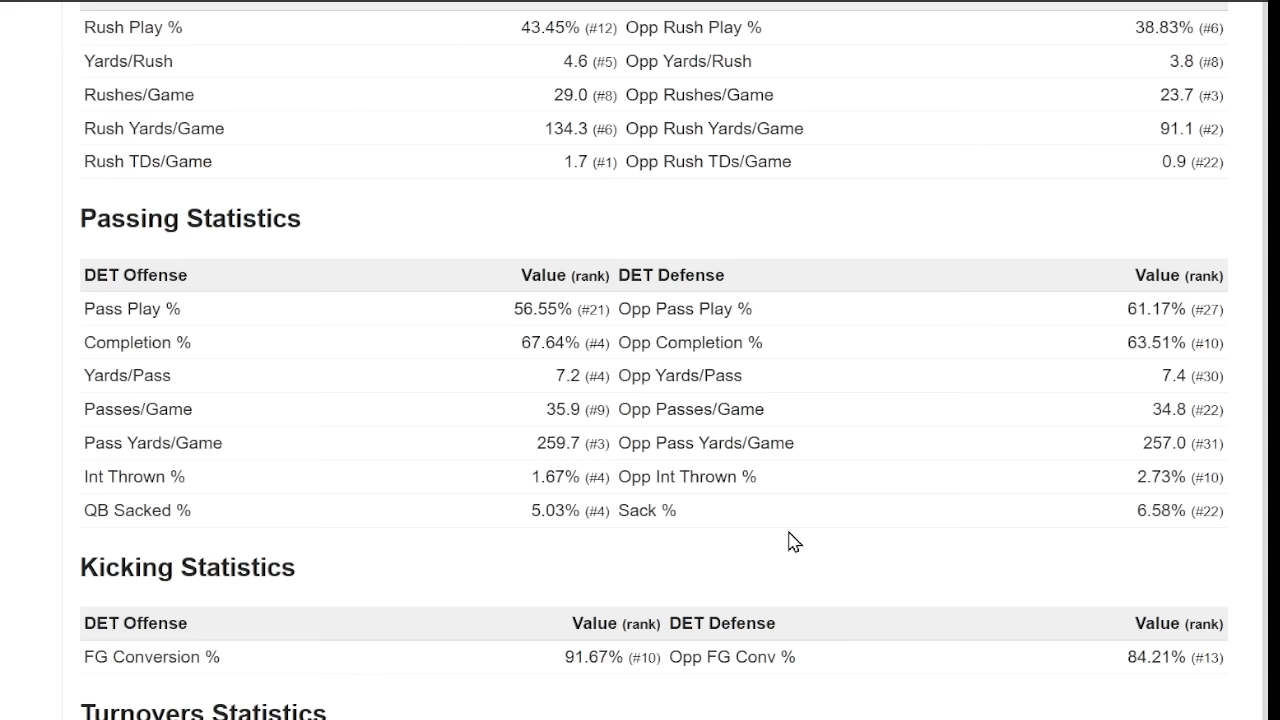 Rush Play % 43.45% (#12) Opp Rush Play % 38.83% (#6)
Yards/Rush 4.6 (#5) Opp Yards/Rush 3.8 (#8)
Rushes/Game 29.0 (#8) Opp Rushes/Game 23.7 (#3)
Rush Yards/Game 134.3 (#6) Opp Rush Yards/Game 91.1 (#2)
Rush TDs/Game 1.7 (#1) Opp Rush TDs/Game 0.9 (#22)
Passing Statistics
DET Offense Value (rank) DET Defense Value (rank)
Pass Play % 56.55% (#21) Opp Pass Play % 61.17% (#27)
Completion % 67.64% (#4) Opp Completion % 63.51% (#10)
Yards/Pass 7.2 (#4) Opp Yards/Pass 7.4 (#30)
Passes/Game 35.9 (#9) Opp Passes/Game 34.8 (#22)
Pass Yards/Game 259.7 (#3) Opp Pass Yards/Game 257.0 (#31)
Int Thrown % 1.67% (#4) Opp Int Thrown % 2.73% (#10)
QB Sacked % 5.03% (#4) Sack % 6.58% (#22)
Kicking Statistics
DET Offense Value (rank) DET Defense Value (rank)
FG Conversion % 91.67% (#10) Opp FG Conv % 84.21% (#13)
Turnovers Statistics